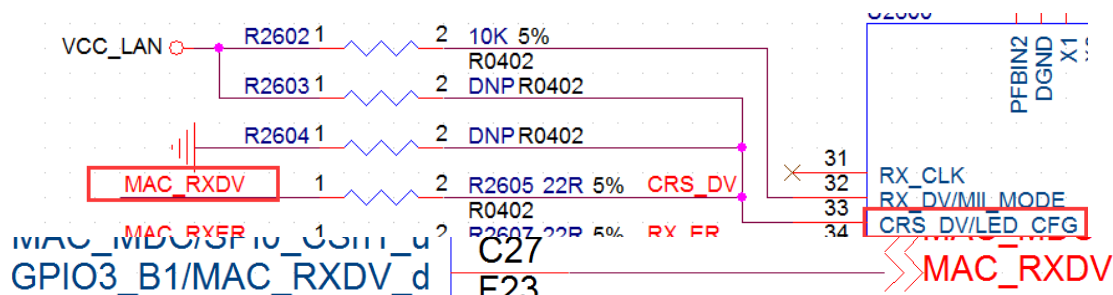 VCC_LAN R2602 1 2 10K 5%
R0402
R2603 1 2 DNP R0402
R2604 1 2 DNP R0402
MAC_RXDV 1 2 R2605 22R 5% CRS_DV
R0402
MAC_RXER R2607 22R 5% RX_ER
PFBIN2
DGND
X1
31 RX_CLK
32 RX_DV/MII_MODE
33 CRS_DV/LED_CFG
34
C27
GPIO3_B1/MAC_RXDV_d
E23
MAC_RXDV